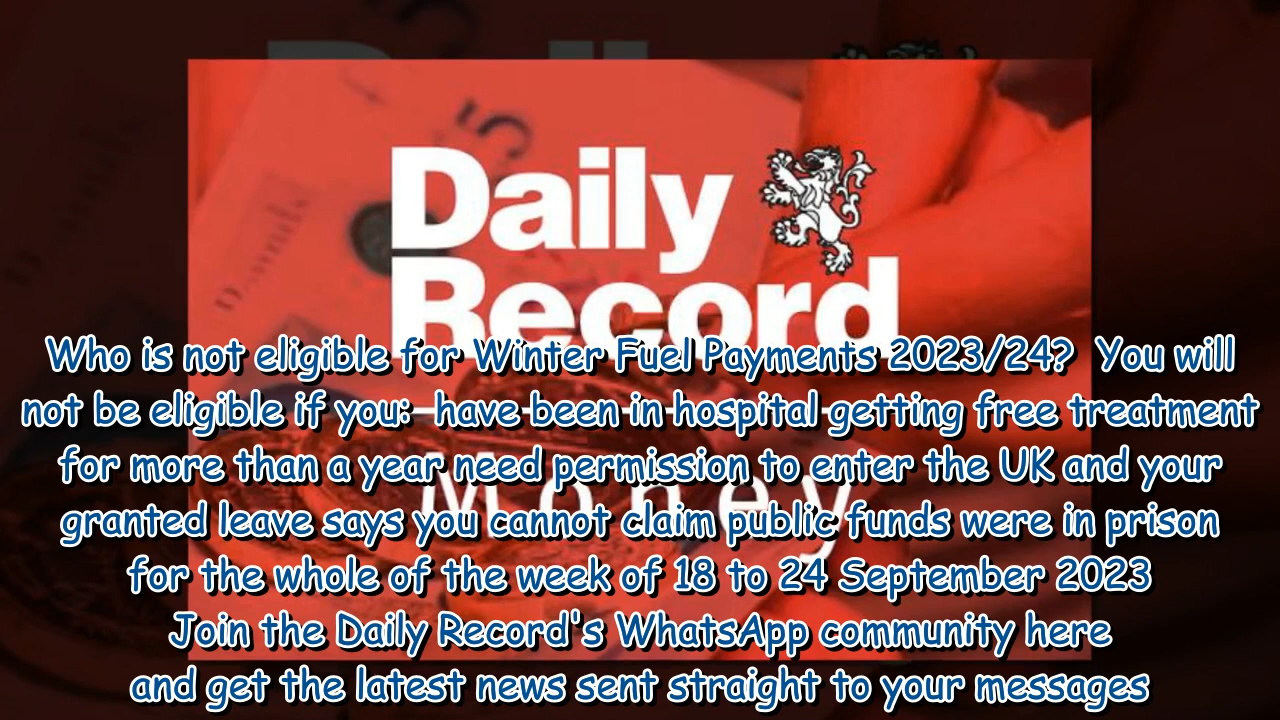 Daily
Record
Money
Who is not eligible for Winter Fuel Payments 2023/24? You will
not be eligible if you: have been in hospital getting free treatment
for more than a year need permission to enter the UK and your
granted leave says you cannot claim public funds were in prison
for the whole of the week of 18 to 24 September 2023
Join the Daily Record's WhatsApp community here
and get the latest news sent straight to your messages